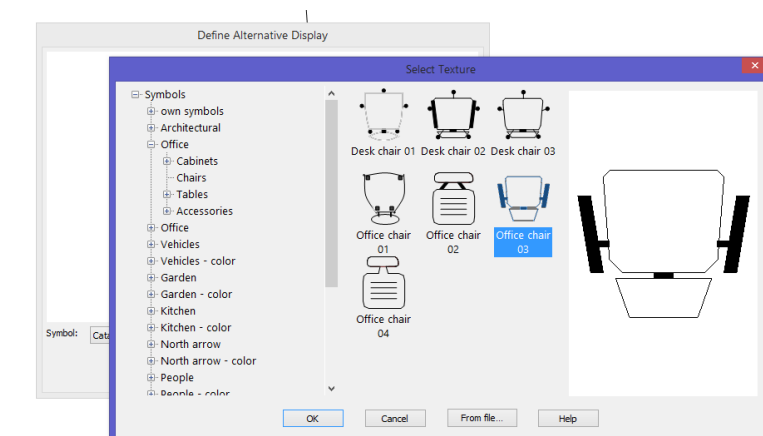 Define Alternative Display
Select Texture
Symbols
own symbols
Architectural
Office
Cabinets
Chairs
Tables
Accessories
Office
Vehicles
Vehicles - color
Garden
Garden - color
Kitchen
Kitchen - color
North arrow
North arrow - color
People
People - color
Desk chair 01 Desk chair 02 Desk chair 03
Office chair
01
Office chair
02
Office chair
03
Office chair
04
Symbol:
OK Cancel From file... Help